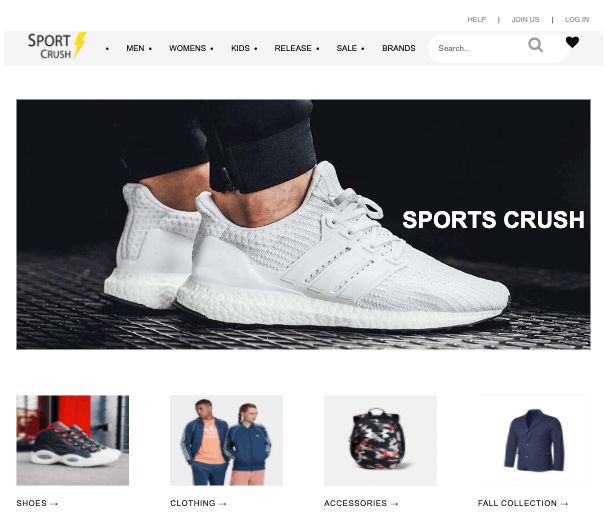 HELP | JOIN US | LOG IN
SPORT
CRUSH
• MEN • WOMENS • KIDS • RELEASE • SALE • BRANDS
Search..
SPORTS CRUSH
SHOES → CLOTHING → ACCESSORIES → FALL COLLECTION →